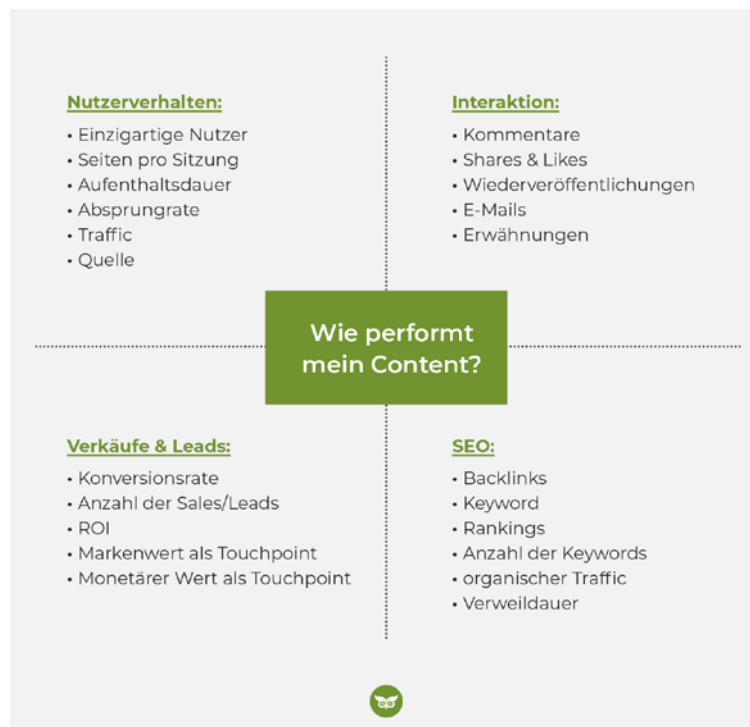 Nutzerverhalten:
• Einzigartige Nutzer
• Seiten pro Sitzung
• Aufenthaltsdauer
• Absprungrate
• Traffic
• Quelle
Interaktion:
• Kommentare
• Shares & Likes
• Wiederveröffentlichungen
• E-Mails
• Erwähnungen
Wie performt
mein Content?
Verkäufe & Leads:
• Konversionsrate
• Anzahl der Sales/Leads
• ROI
• Markenwert als Touchpoint
• Monetärer Wert als Touchpoint
SEO:
• Backlinks
• Keyword
• Rankings
• Anzahl der Keywords
• organischer Traffic
• Verweildauer